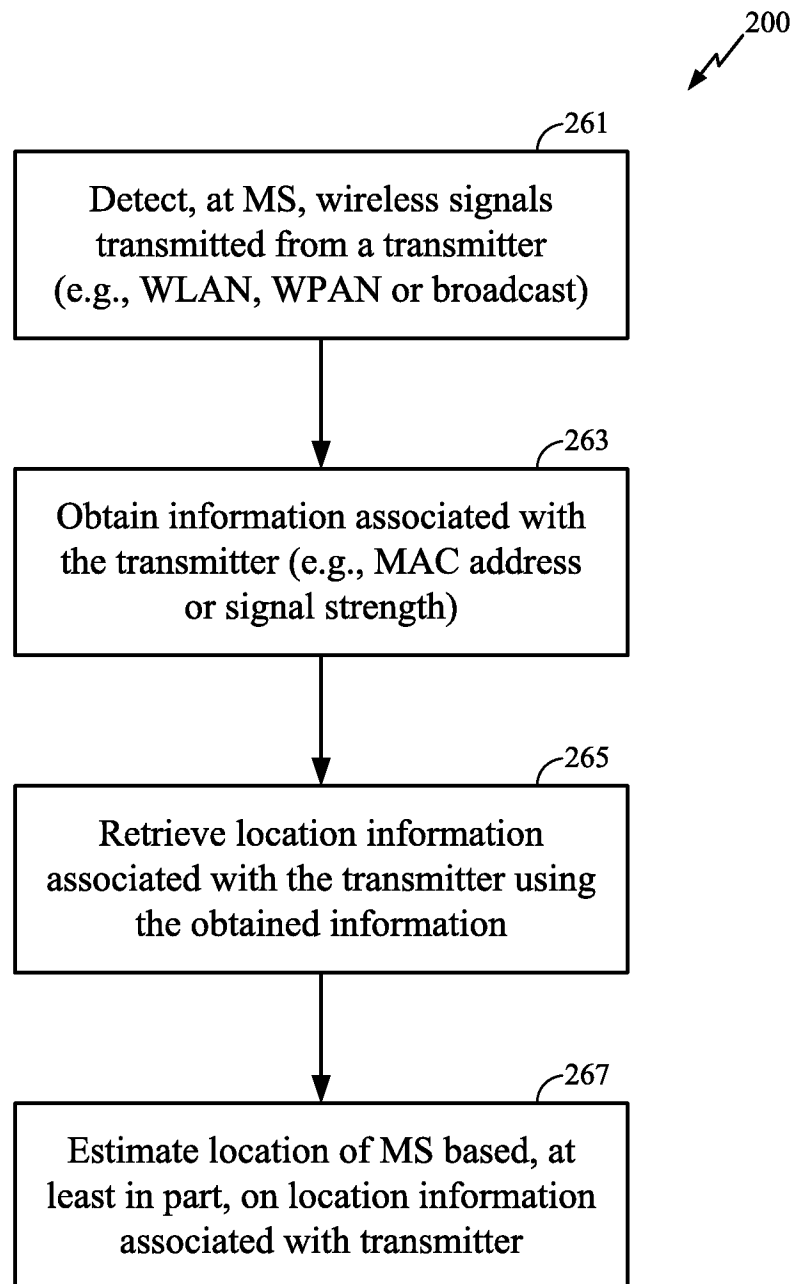 200
261
Detect, at MS, wireless signals
transmitted from a transmitter
(e.g., WLAN, WPAN or broadcast)
263
Obtain information associated with
the transmitter (e.g., MAC address
or signal strength)
265
Retrieve location information
associated with the transmitter using
the obtained information
267
Estimate location of MS based, at
least in part, on location information
associated with transmitter